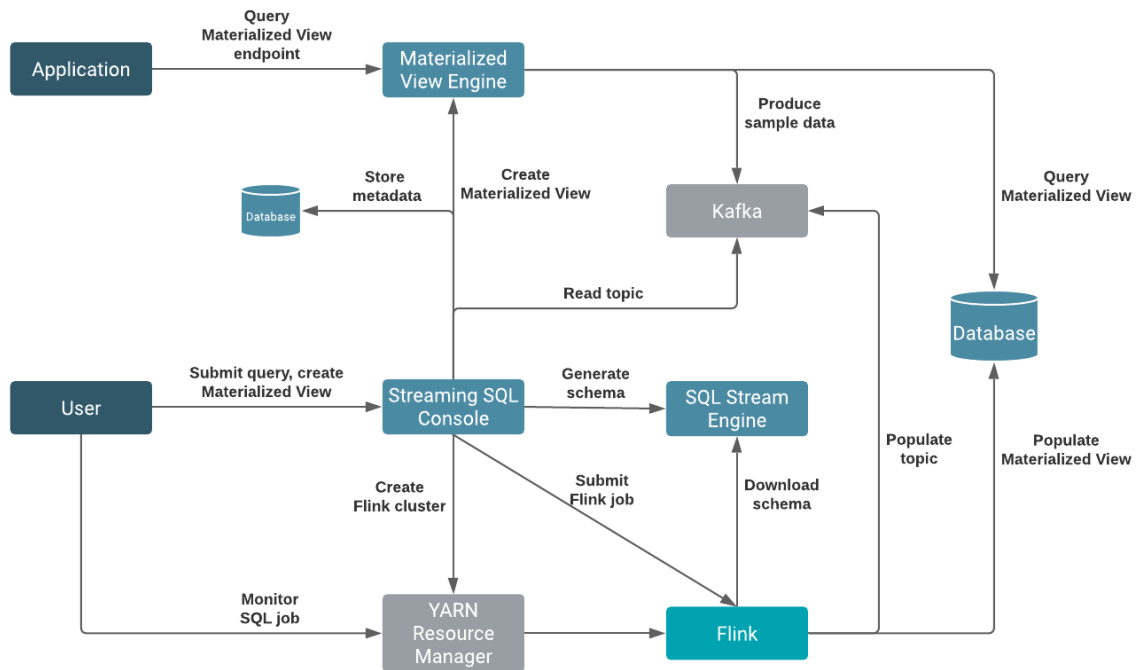 Query
Materialized View
endpoint
Application
Materialized
View Engine
Produce
sample data
Store
metadata
Create
Materialized View
Query
Materialized View
Database
Kafka
Read topic
Database
Submit query, create
Materialized View
Generate
schema
User
Streaming SQL
Console
SQL Stream
Engine
Populate
topic
Populate
Materialized View
Create
Flink cluster
Submit
Flink job
Download
schema
Monitor
SQL job
YARN
Resource
Manager
Flink